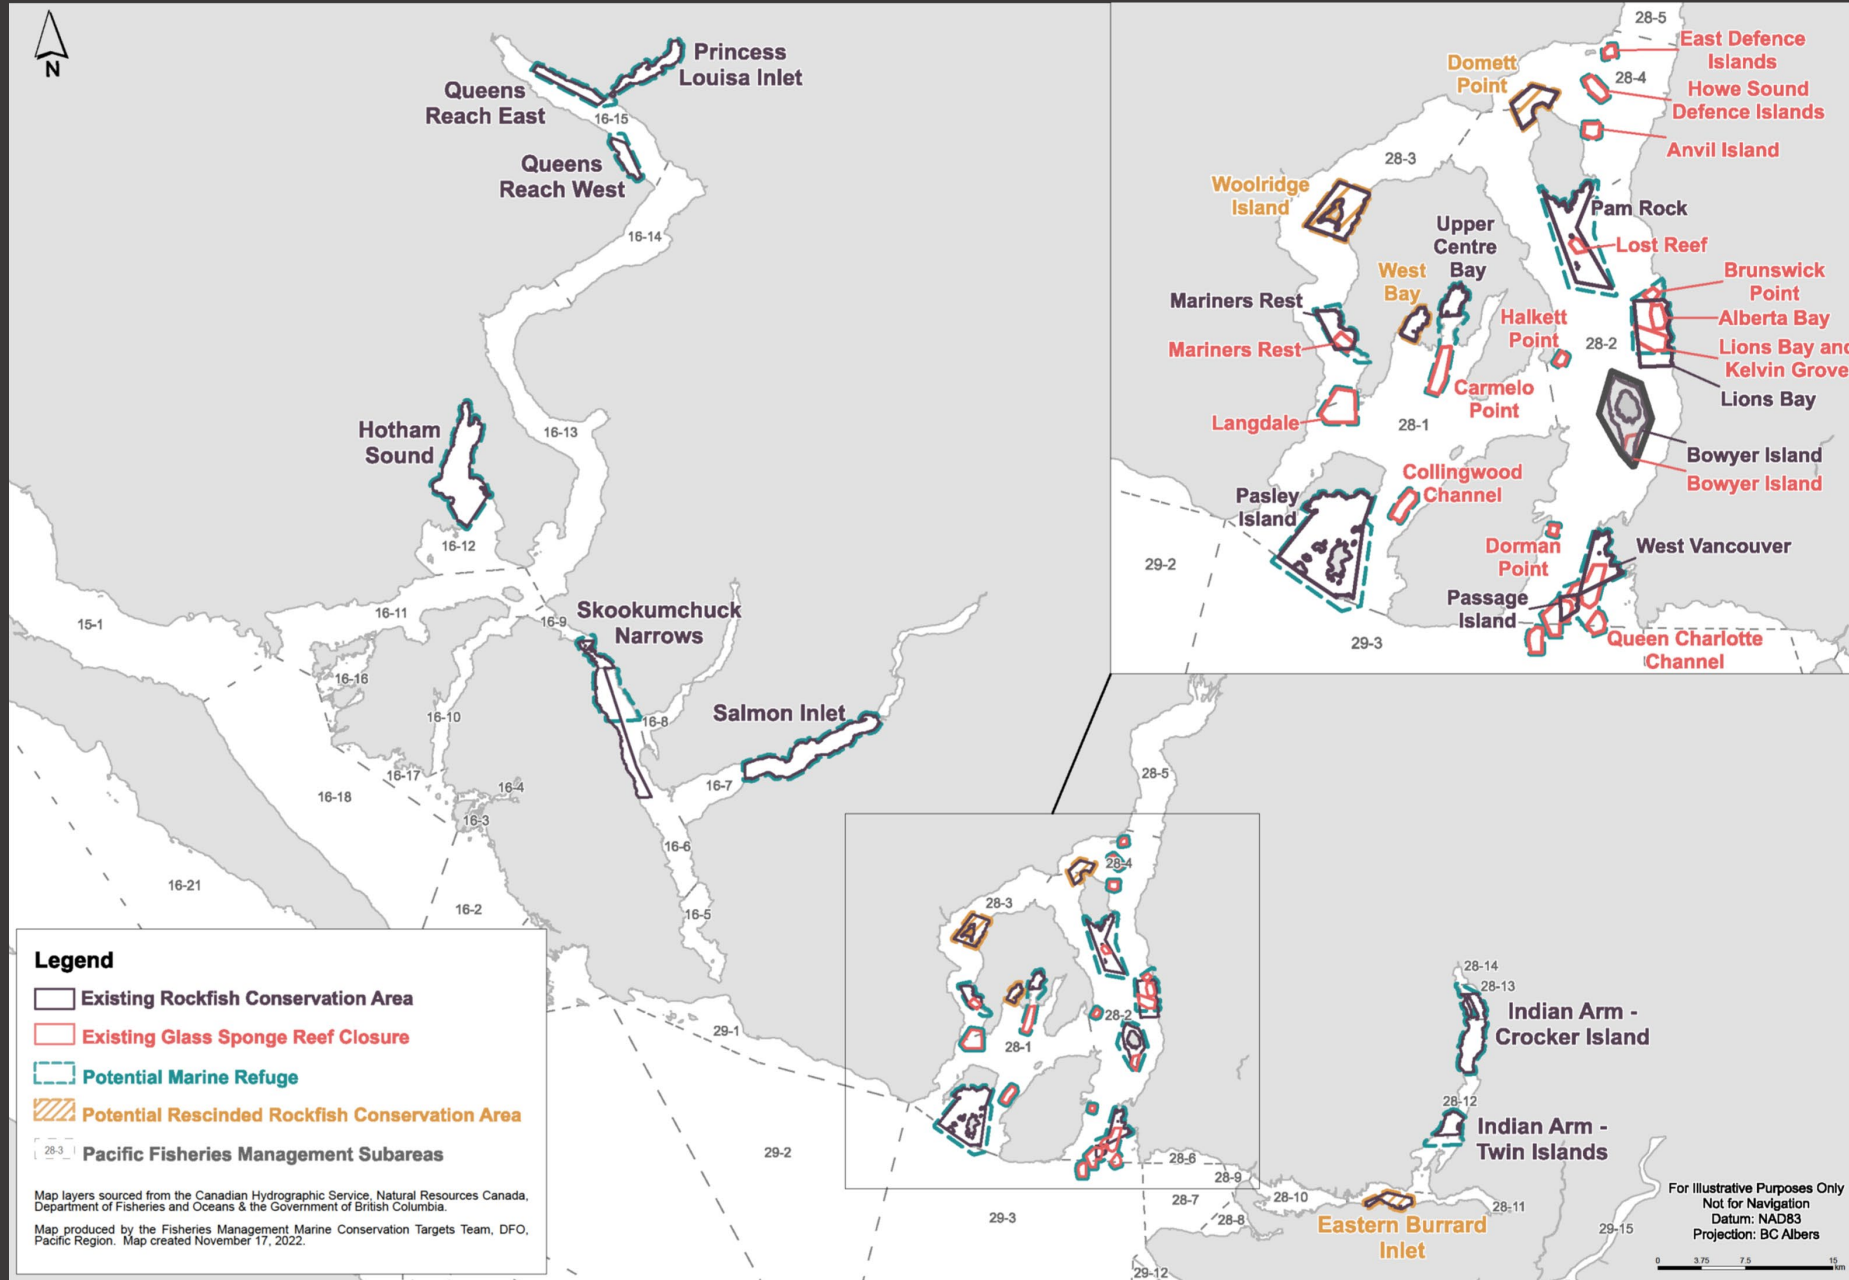 N
Princess
Louisa Inlet
Queens
Reach East
16-15
Queens
Reach West
16-14
Hotham
Sound
16-13
16-12
16-11
16-9
15-1
Skookumchuck
Narrows
16-16
16-10
16-8
Salmon Inlet
16-17
16-7
16-18
16-4
16-3
16-6
16-21
16-2
16-5
28-5
East Defence
Islands
Domett
Point
28-4
Howe Sound
Defence Islands
Anvil Island
28-3
Woolridge
Island
Pam Rock
Upper
Centre
Bay
Lost Reef
West
Bay
Brunswick
Point
Mariners Rest
Halkett
Point
Alberta Bay
28-2
Mariners Rest
Lions Bay and
Kelvin Grove
Carmelo
Point
Lions Bay
Langdale
28-1
Bowyer Island
Collingwood
Channel
Bowyer Island
Pasley
Island
Dorman
Point
West Vancouver
29-2
Passage
Island
29-3
Queen Charlotte
Channel
28-5
28-4
28-3
28-2
28-1
29-1
29-2
29-3
28-6
28-9
28-7
28-8
28-10
28-11
29-12
29-15
28-14
28-13
Indian Arm -
Crocker Island
28-12
Indian Arm -
Twin Islands
Eastern Burrard
Inlet
Legend
Existing Rockfish Conservation Area
Existing Glass Sponge Reef Closure
Potential Marine Refuge
Potential Rescinded Rockfish Conservation Area
28-3 Pacific Fisheries Management Subareas
Map layers sourced from the Canadian Hydrographic Service, Natural Resources Canada,
Department of Fisheries and Oceans & the Government of British Columbia.
Map produced by the Fisheries Management Marine Conservation Targets Team, DFO,
Pacific Region. Map created November 17, 2022.
For Illustrative Purposes Only
Not for Navigation
Datum: NAD83
Projection: BC Albers
0 3.75 7.5 15
km